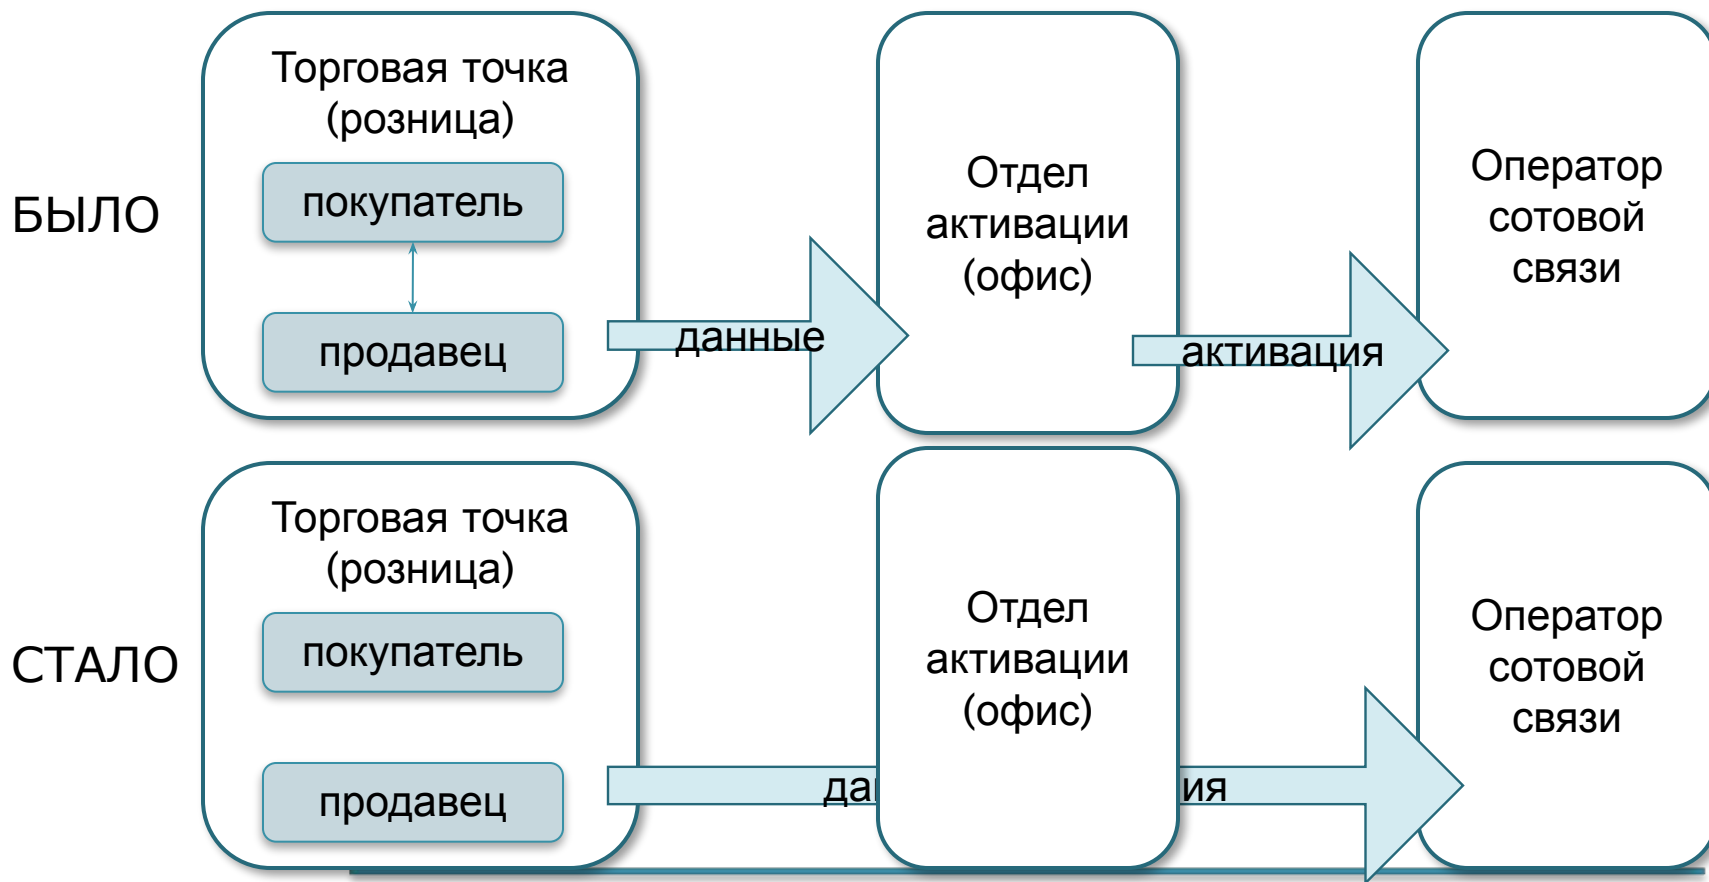 БЫЛО
Торговая точка
(розница)
покупатель
продавец
данные
Отдел
активации
(офис)
активация
Оператор
сотовой
связи
СТАЛО
Торговая точка
(розница)
покупатель
продавец
Отдел
активации
(офис)
Оператор
сотовой
связи